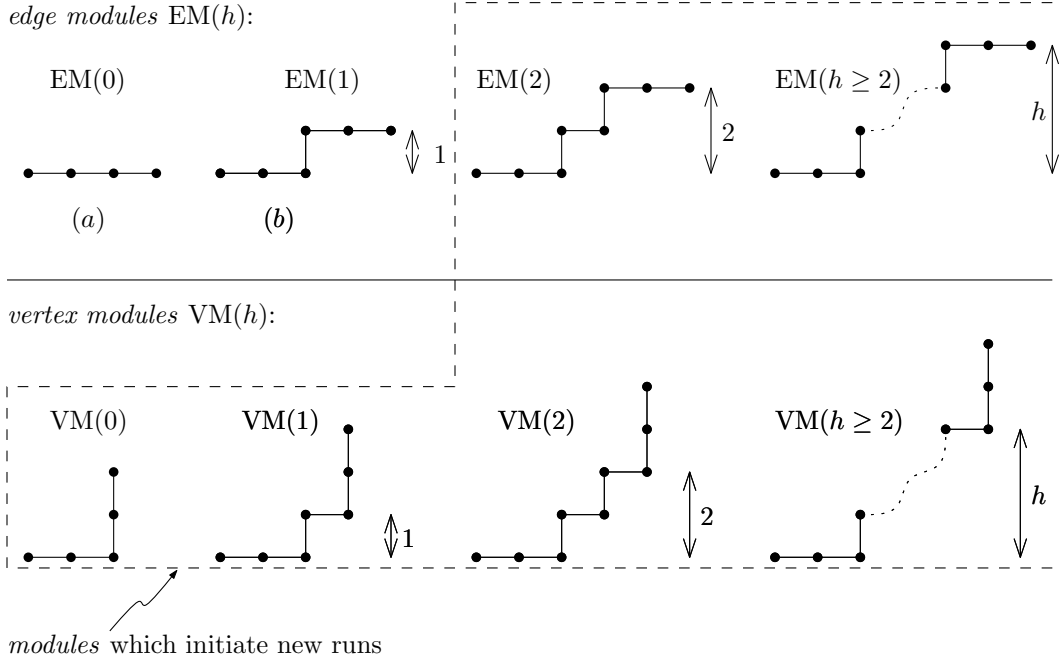 edge modules EM(h):
EM(0) EM(1) EM(2) EM(h ≥ 2)
1 2 h
(a) (b)
vertex modules VM(h):
VM(0) VM(1) VM(2) VM(h ≥ 2)
1 2 h
modules which initiate new runs